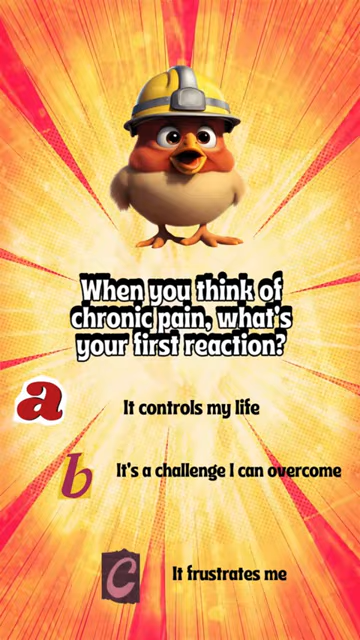 When you think of
chronic pain, what's
your first reaction?
a It controls my life
b It's a challenge I can overcome
c It frustrates me